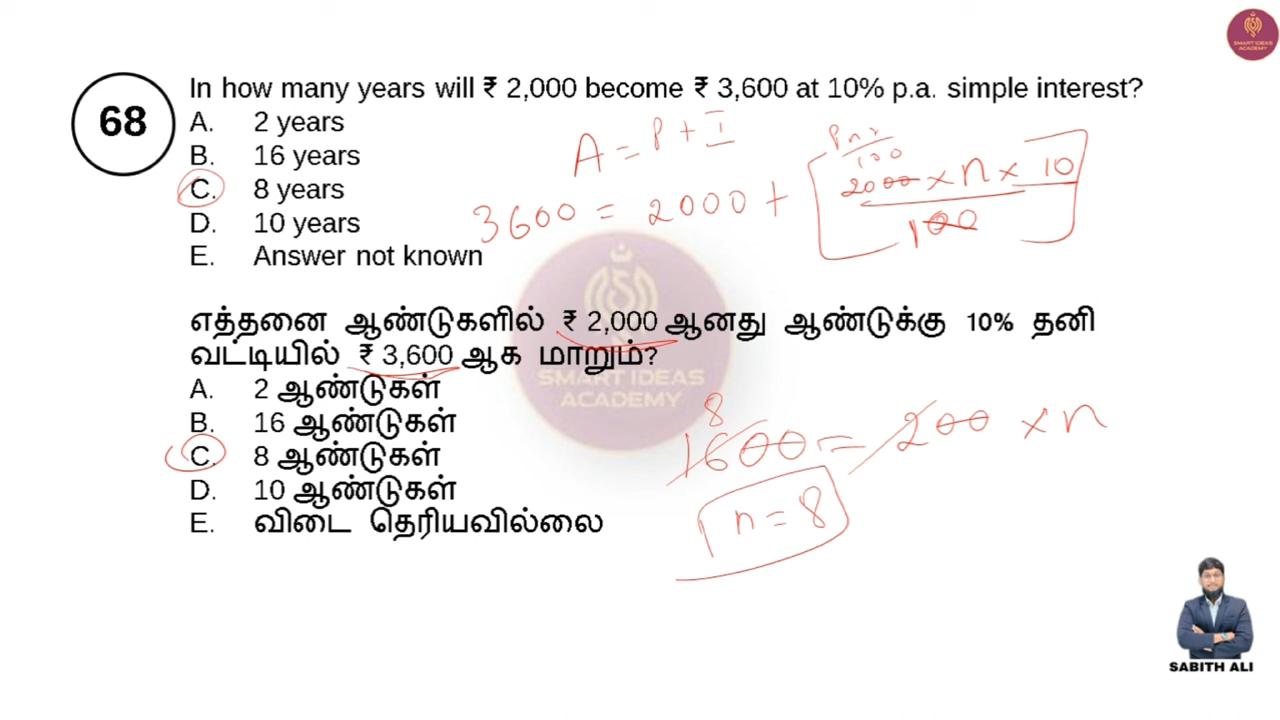 SMART IDEAS
ACADEMY
68
In how many years will ₹ 2,000 become ₹ 3,600 at 10% p.a. simple interest?
A. 2 years
B. 16 years
C. 8 years
D. 10 years
E. Answer not known
A = P + I
Pnr
100
3600 = 2000 + [2000 × n × 10
100]
எத்தனை ஆண்டுகளில் ₹ 2,000 ஆனது ஆண்டுக்கு 10% தனி
வட்டியில் ₹ 3,600 ஆக மாறும்?
A. 2 ஆண்டுகள்
B. 16 ஆண்டுகள்
C. 8 ஆண்டுகள்
D. 10 ஆண்டுகள்
E. விடை தெரியவில்லை
SMART IDEAS
ACADEMY
8
1600 = 200 × n
n = 8
SABITH ALI